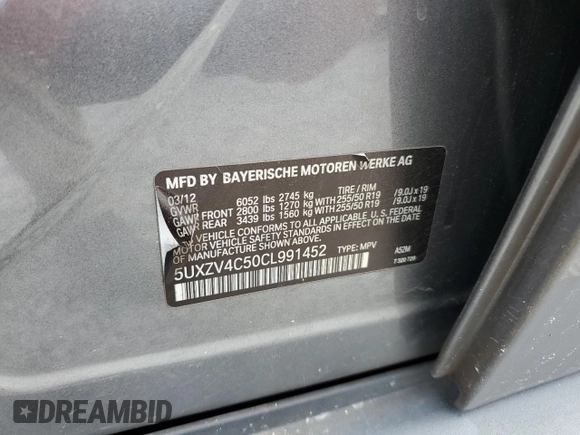 MFD BY BAYERISCHE MOTOREN WERKE AG
03/12
GVWR 6052 lbs 2745 kg TIRE / RIM
GAWR FRONT 2800 lbs 1270 kg WITH 255/50 R19 /9.0J x 19
GAWR REAR 3439 lbs 1560 kg WITH 255/50 R19 /9.0J x 19
VEHICLE CONFORMS TO ALL APPLICABLE U.S. FEDERAL
MOTOR VEHICLE SAFETY STANDARDS IN EFFECT ON THE DATE OF MANUFACTURE SHOWN ABOVE.
5UXZV4C50CL991452 TYPE: MPV A52M
DREAMBID